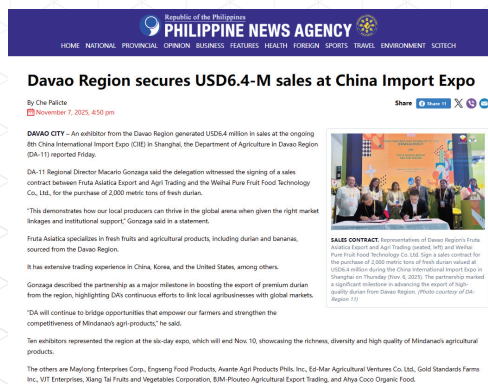 Republic of the Philippines
PHILIPPINE NEWS AGENCY
HOME NATIONAL PROVINCIAL OPINION BUSINESS FEATURES HEALTH FOREIGN SPORTS TRAVEL ENVIRONMENT SCITECH
Davao Region secures USD6.4-M sales at China Import Expo
By Che Palicte
November 7, 2025, 4:50 pm
Share Share 11
DAVAO CITY – An exhibitor from the Davao Region generated USD6.4 million in sales at the ongoing
8th China International Import Expo (CIIE) in Shanghai, the Department of Agriculture in Davao Region
(DA-11) reported Friday.
DA-11 Regional Director Macario Gonzaga said the delegation witnessed the signing of a sales
contract between Fruta Asiatica Export and Agri Trading and the Weihai Pure Fruit Food Technology
Co., Ltd., for the purchase of 2,000 metric tons of fresh durian.
"This demonstrates how our local producers can thrive in the global arena when given the right market
linkages and institutional support," Gonzaga said in a statement.
Fruta Asiatica specializes in fresh fruits and agricultural products, including durian and bananas,
sourced from the Davao Region.
It has extensive trading experience in China, Korea, and the United States, among others.
Gonzaga described the partnership as a major milestone in boosting the export of premium durian
from the region, highlighting DA's continuous efforts to link local agribusinesses with global markets.
"DA will continue to bridge opportunities that empower our farmers and strengthen the
competitiveness of Mindanao's agri-products," he said.
SALES CONTRACT. Representatives of Davao Region's Fruta
Asiatica Export and Agri Trading (seated, left) and Weihai
Pure Fruit Food Technology Co. Ltd. sign a sales contract for
the purchase of 2,000 metric tons of fresh durian valued at
USD6.4 million during the China International Import Expo in
Shanghai on Thursday (Nov. 6, 2025). The partnership marked
a significant milestone in advancing the export of high-
quality durian from Davao Region. (Photo courtesy of DA-
Region 11)
Ten exhibitors represented the region at the six-day expo, which will end Nov. 10, showcasing the richness, diversity and high quality of Mindanao's agricultural
products.
The others are Maylong Enterprises Corp., Engseng Food Products, Avante Agri Products Phils. Inc., Ed-Mar Agricultural Ventures Co. Ltd., Gold Standards Farms
Inc., VJT Enterprises, Xiang Tai Fruits and Vegetables Corporation, BJM-Plouteo Agricultural Export Trading, and Ahya Coco Organic Food.